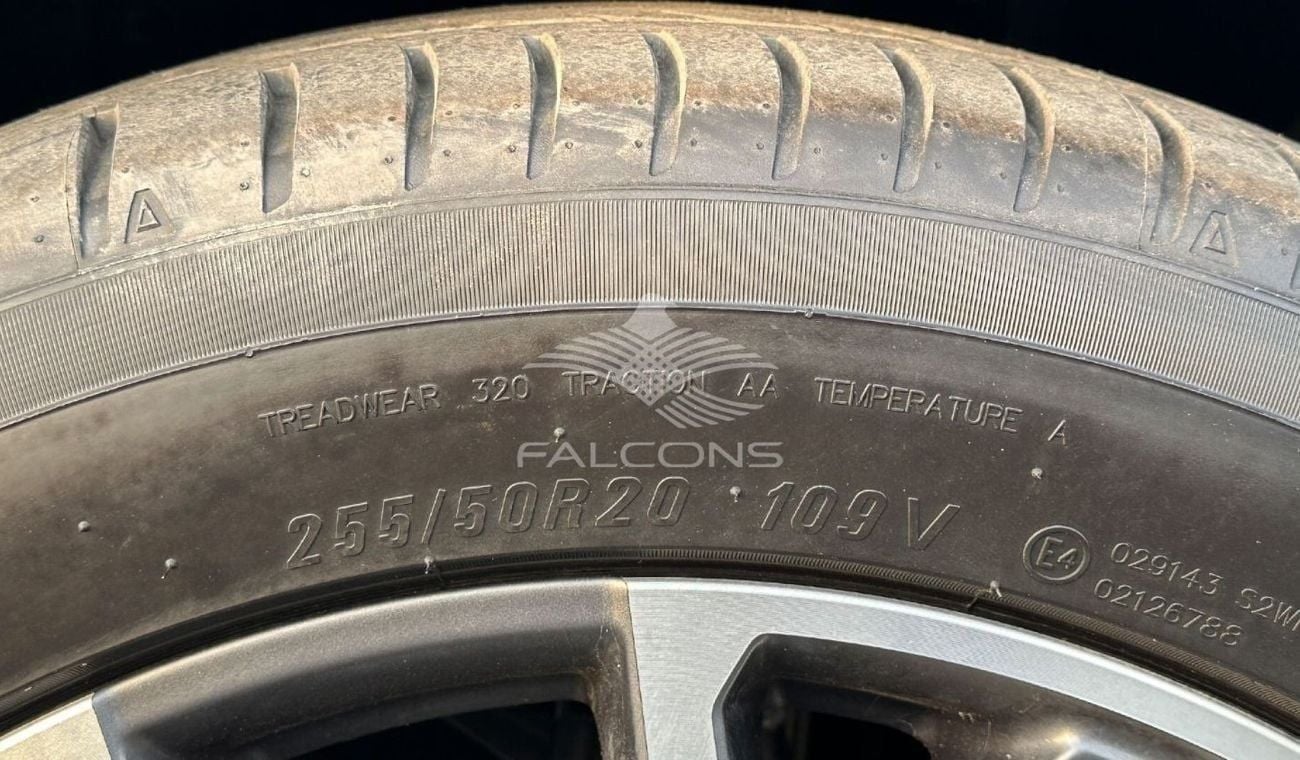 TREADWEAR 320 TRACTION AA TEMPERATURE A
FALCONS
255/50R20 109V
E4
029143 S2W
02126788